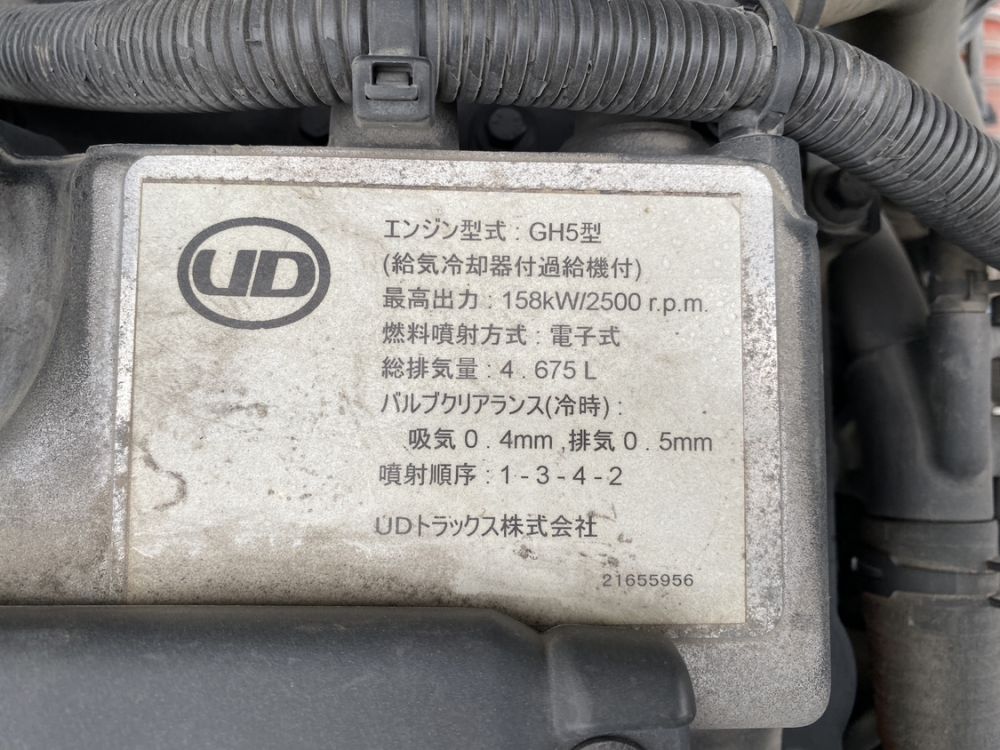 UD
エンジン型式 : GH5型
(給気冷却器付過給機付)
最高出力 : 158kW/2500 r.p.m.
燃料噴射方式 : 電子式
総排気量 : 4 . 675 L
バルブクリアランス(冷時) :
吸気 0 . 4mm ,排気 0 . 5mm
噴射順序 : 1 - 3 - 4 - 2
UDトラックス株式会社
21655956